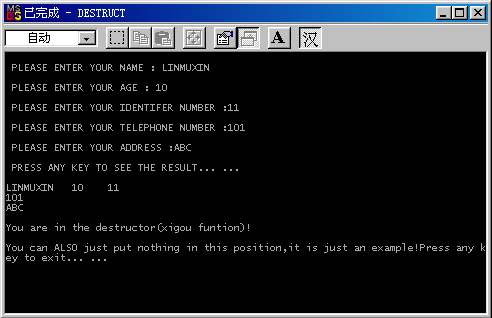 已完成 - DESTRUCT
自动
A
汉
PLEASE ENTER YOUR NAME : LINMUXIN
PLEASE ENTER YOUR AGE : 10
PLEASE ENTER YOUR IDENTIFER NUMBER :11
PLEASE ENTER YOUR TELEPHONE NUMBER :101
PLEASE ENTER YOUR ADDRESS :ABC
PRESS ANY KEY TO SEE THE RESULT... ...
LINMUXIN 10 11
101
ABC
You are in the destructor(xigou funtion)!
You can ALSO just put nothing in this position,it is just an example!Press any k
ey to exit... ...